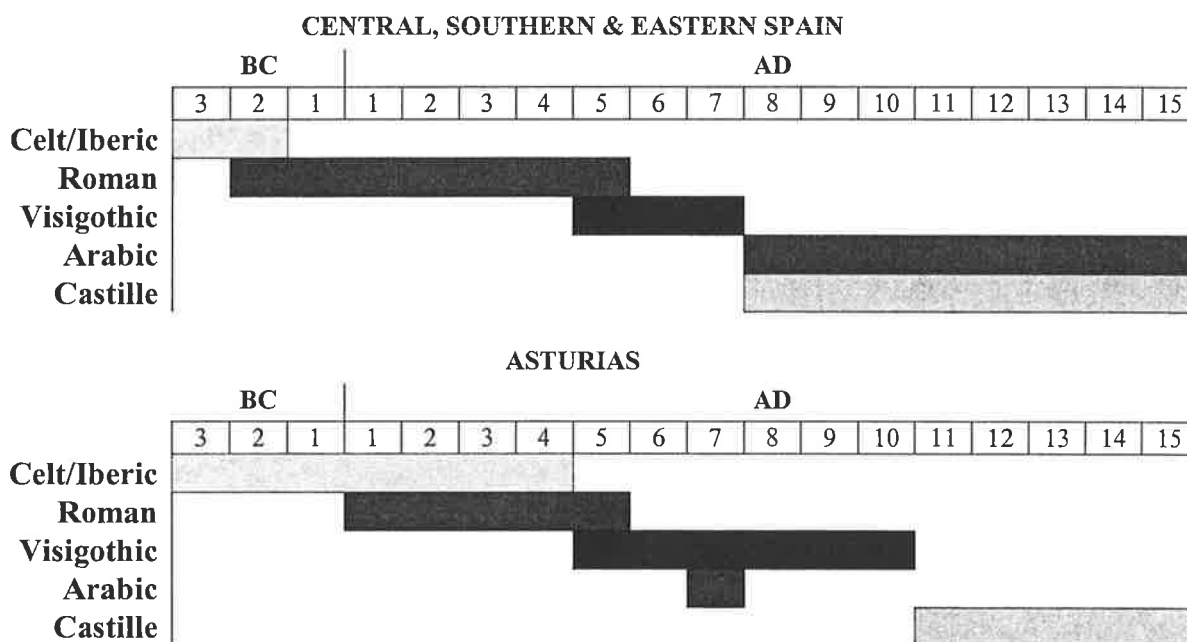 CENTRAL, SOUTHERN & EASTERN SPAIN
BC AD
3 2 1 1 2 3 4 5 6 7 8 9 10 11 12 13 14 15
Celt/Iberic
Roman
Visigothic
Arabic
Castille
ASTURIAS
BC AD
3 2 1 1 2 3 4 5 6 7 8 9 10 11 12 13 14 15
Celt/Iberic
Roman
Visigothic
Arabic
Castille